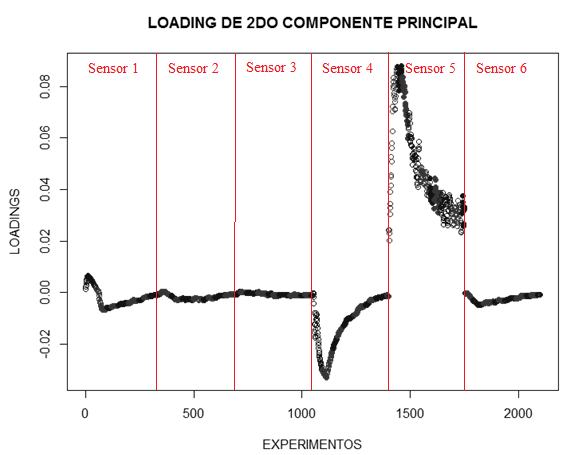 LOADING DE 2DO COMPONENTE PRINCIPAL
Sensor 1 Sensor 2 Sensor 3 Sensor 4 Sensor 5 Sensor 6
0.08
0.06
0.04
0.02
0.00
-0.02
LOADINGS
0 500 1000 1500 2000
EXPERIMENTOS